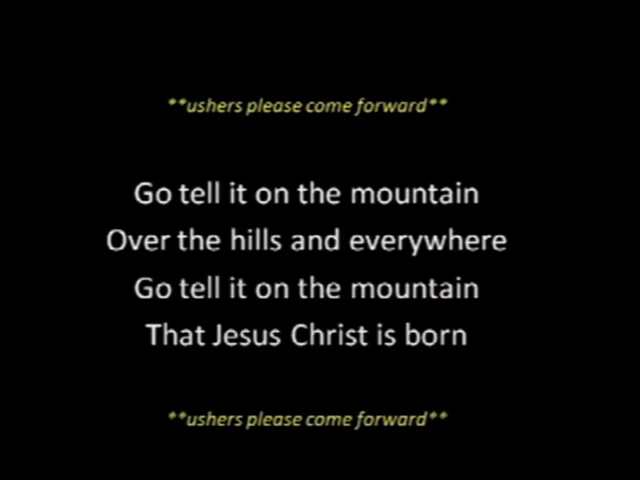 **ushers please come forward**
Go tell it on the mountain
Over the hills and everywhere
Go tell it on the mountain
That Jesus Christ is born
**ushers please come forward**